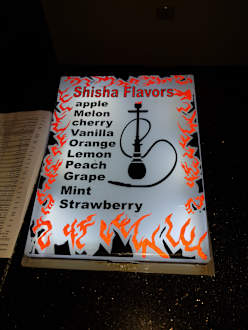 Shisha Flavors
apple
Melon
cherry
Vanilla
Orange
Lemon
Peach
Grape
Mint
Strawberry